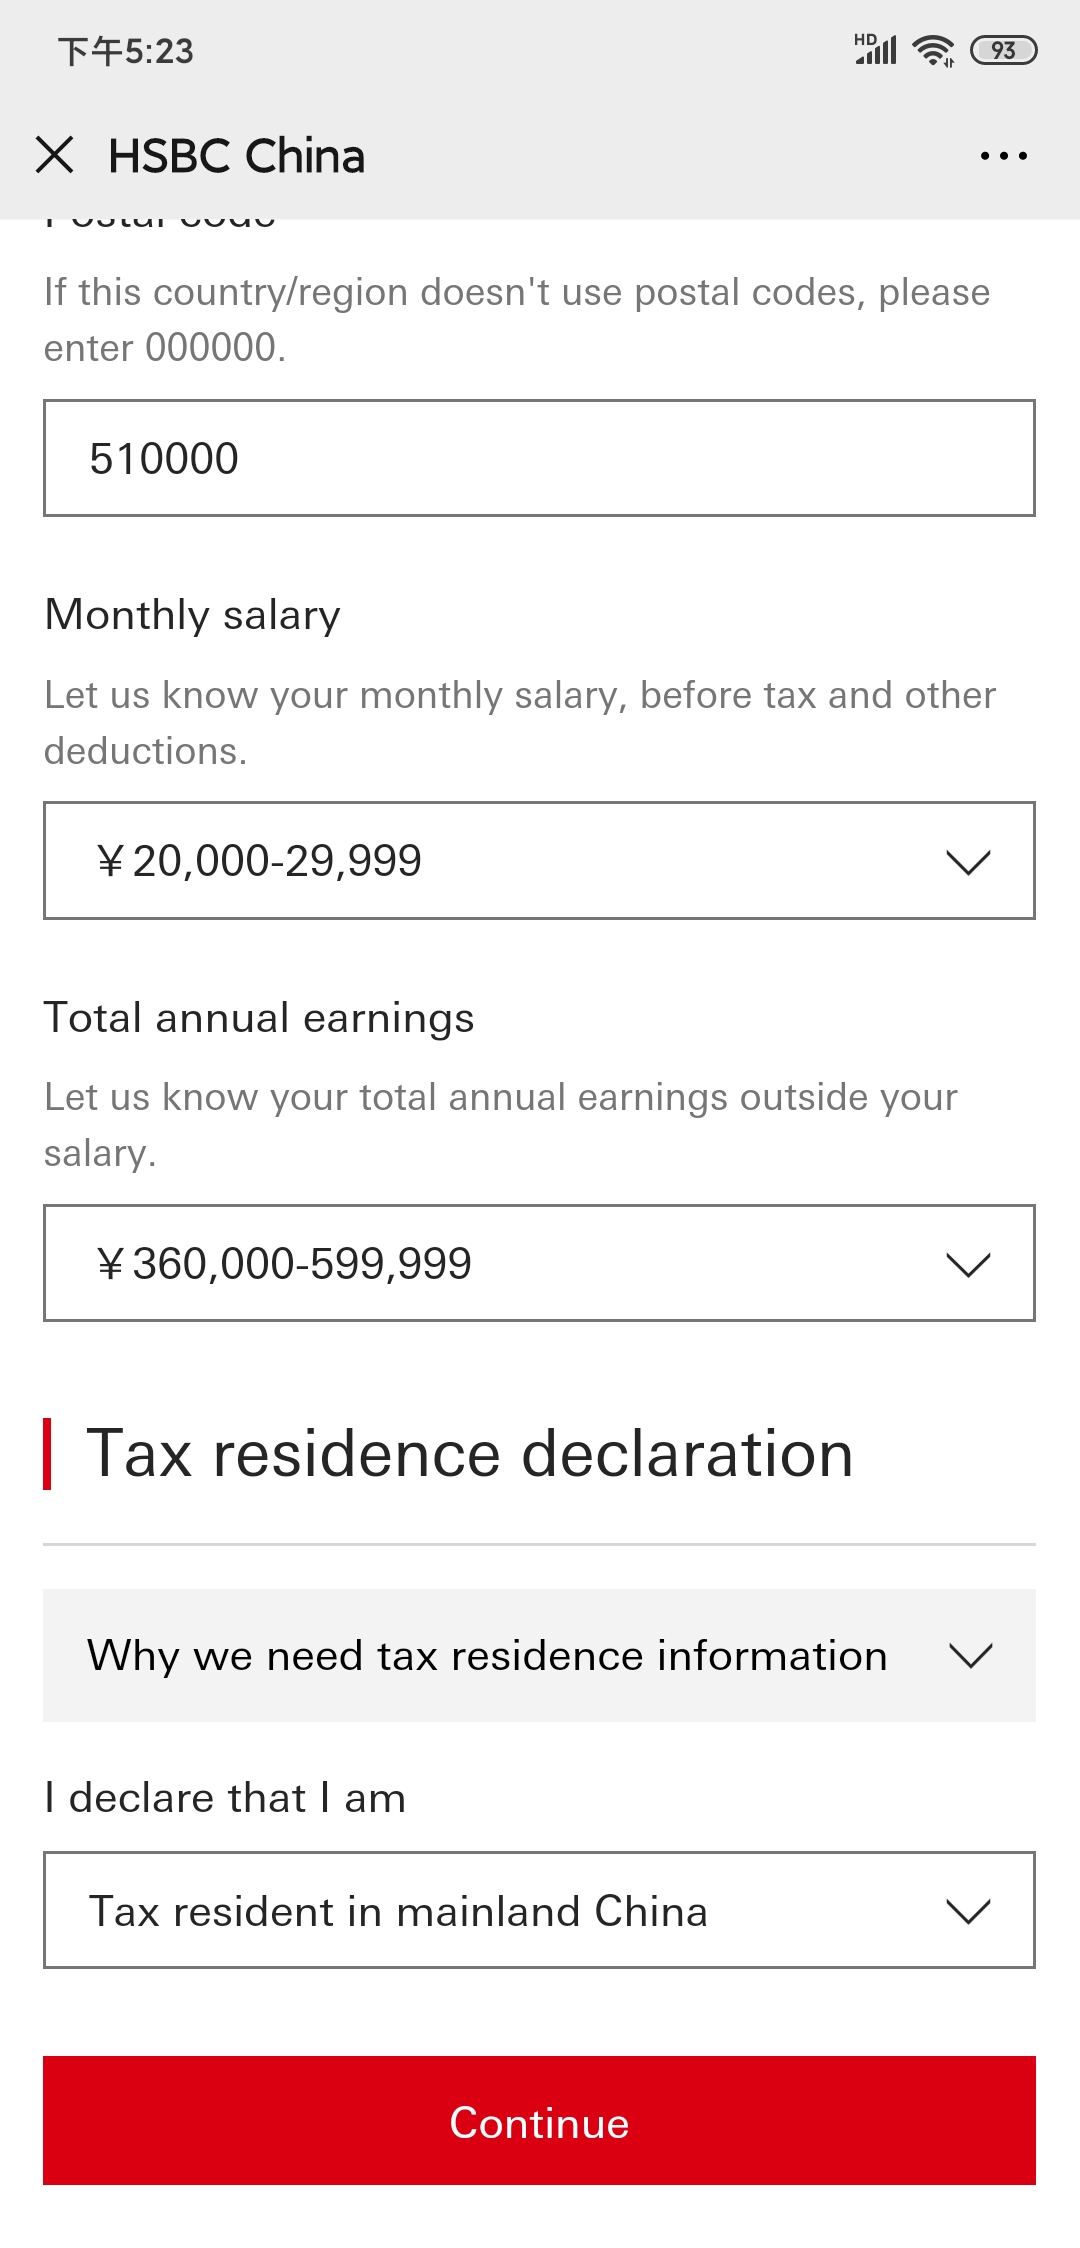 下午5:23
HD
93
HSBC China
Postal code
If this country/region doesn't use postal codes, please
enter 000000.
510000
Monthly salary
Let us know your monthly salary, before tax and other
deductions.
¥20,000-29,999
Total annual earnings
Let us know your total annual earnings outside your
salary.
¥360,000-599,999
Tax residence declaration
Why we need tax residence information
I declare that I am
Tax resident in mainland China
Continue